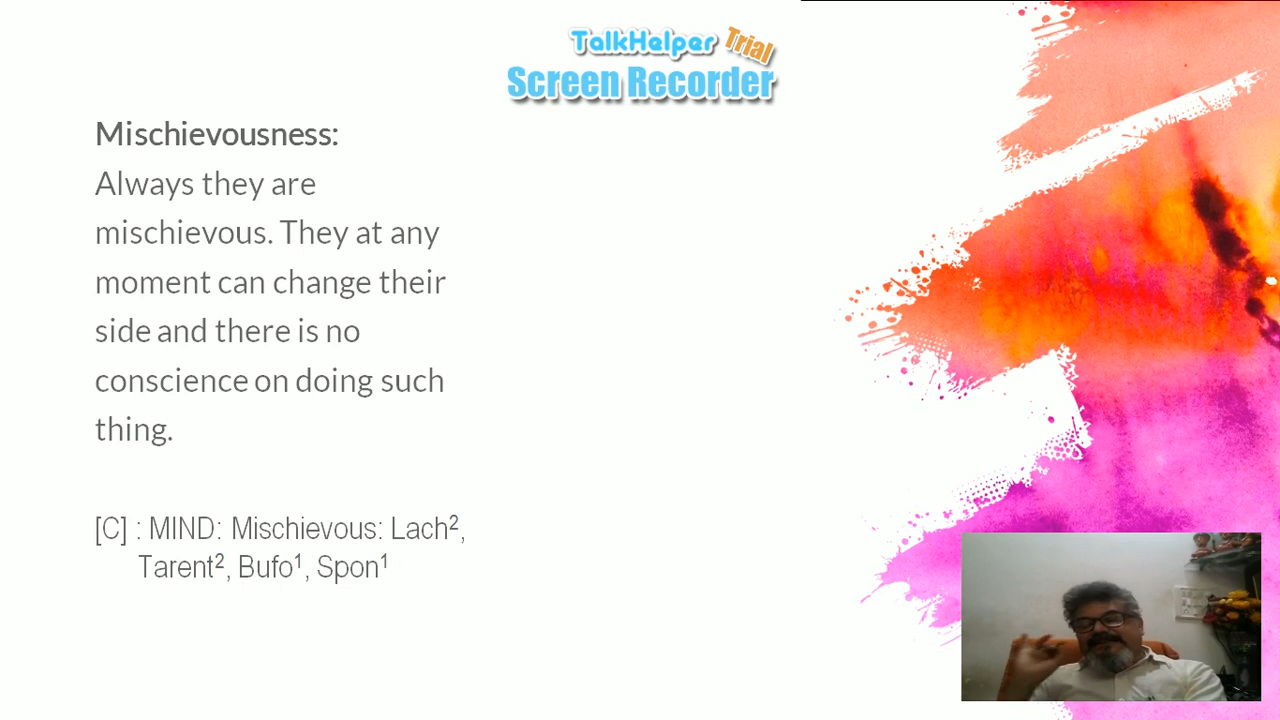 TalkHelper Trial
Screen Recorder
Mischievousness:
Always they are
mischievous. They at any
moment can change their
side and there is no
conscience on doing such
thing.
[C] : MIND: Mischievous: Lach²,
Tarent², Bufo¹, Spon¹